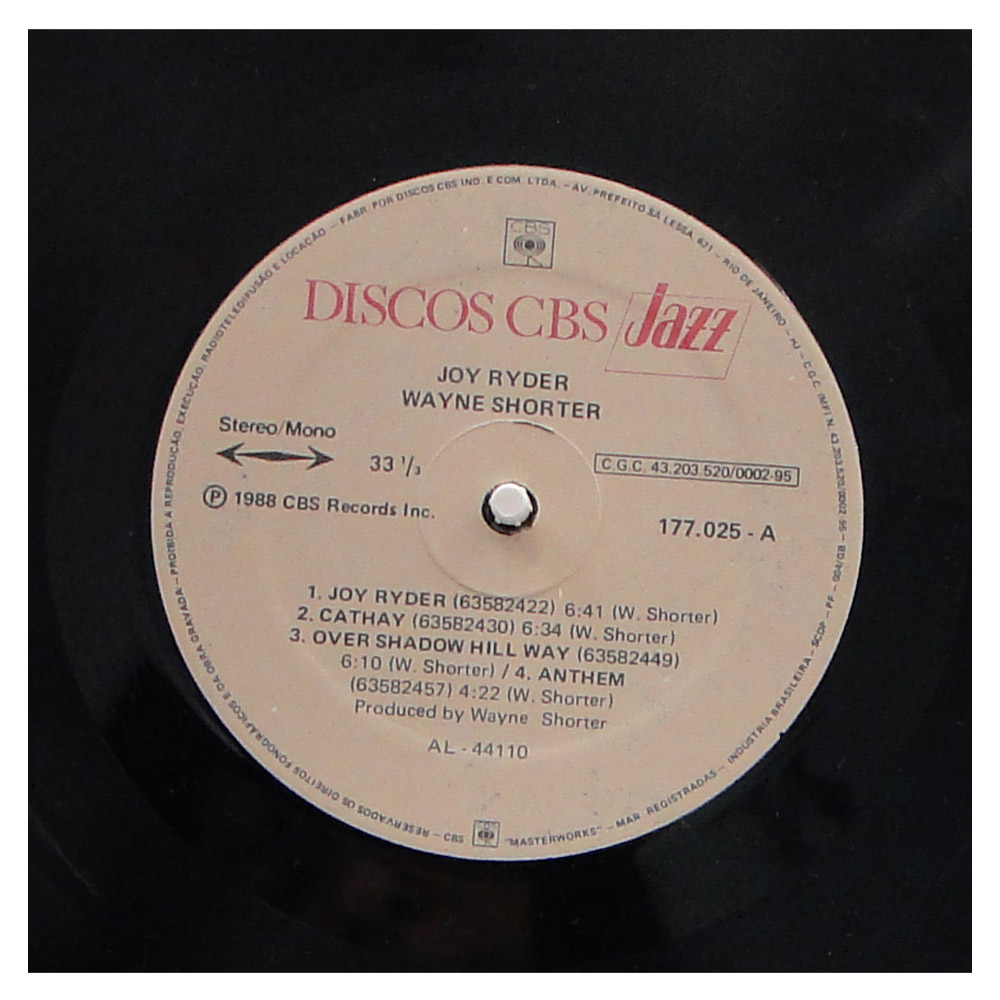 CBS
DISCOS CBS Jazz
JOY RYDER
WAYNE SHORTER
Stereo/Mono
33 1/3
C.G.C. 43.203.520/0002-95
℗ 1988 CBS Records Inc.
177.025 - A
1. JOY RYDER (63582422) 6:41 (W. Shorter)
2. CATHAY (63582430) 6:34 (W. Shorter)
3. OVER SHADOW HILL WAY (63582449)
6:10 (W. Shorter) / 4. ANTHEM
(63582457) 4:22 (W. Shorter)
Produced by Wayne Shorter
AL - 44110
CBS "MASTERWORKS" - MAR. REGISTRADAS - INDÚSTRIA BRASILEIRA - SCDP - PF
CBS - RESERVADOS OS DIREITOS FONOGRÁFICOS E DA OBRA GRAVADA - PROIBIDA A REPRODUÇÃO, EXECUÇÃO, RADIOTELEDIFUSÃO E LOCAÇÃO - FABR. POR DISCOS CBS IND. E COM. LTDA. - AV. PREFEITO SÁ LESSA, 621 - RIO DE JANEIRO - RJ - C.G.C. (MF) N. 43.203.520/0002-95